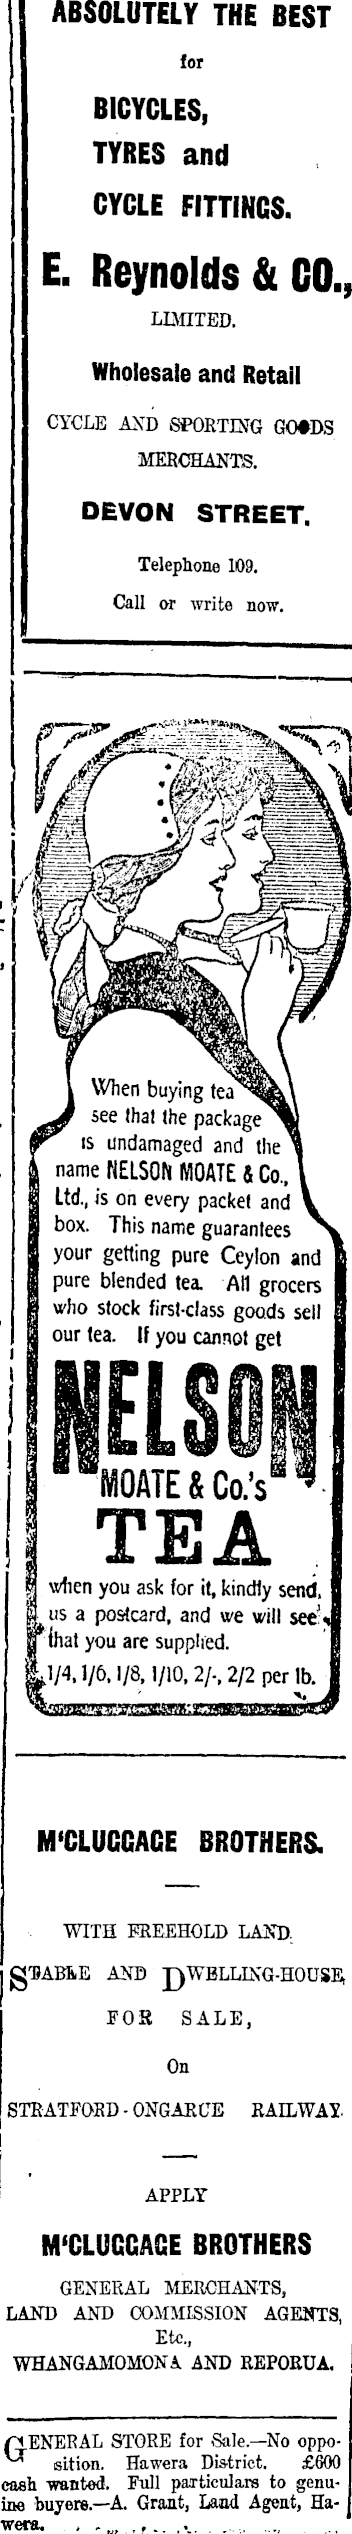 ABSOLUTELY THE BEST
for
BICYCLES,
TYRES and
CYCLE FITTINGS.
E. Reynolds & CO.,
LIMITED.
Wholesale and Retail
CYCLE AND SPORTING GOODS
MERCHANTS.
DEVON STREET.
Telephone 109.
Call or write now.
When buying tea
see that the package
is undamaged and the
name NELSON MOATE & Co.,
Ltd., is on every packet and
box. This name guarantees
your getting pure Ceylon and
pure blended tea. All grocers
who stock first-class goods sell
our tea. If you cannot get
NELSON
MOATE & Co.'s
TEA
when you ask for it, kindly send
us a postcard, and we will see
that you are supplied.
1/4, 1/6, 1/8, 1/10, 2/-, 2/2 per lb.
M'CLUGGAGE BROTHERS.
WITH FREEHOLD LAND.
STABLE AND DWELLING-HOUSE,
FOR SALE,
On
STRATFORD-ONGARUE RAILWAY.
APPLY
M'CLUGGAGE BROTHERS
GENERAL MERCHANTS,
LAND AND COMMISSION AGENTS,
Etc.,
WHANGAMOMONA AND REPORUA.
GENERAL STORE for Sale.—No oppo-
sition. Hawera District. £600
cash wanted. Full particulars to genu-
ine buyers.—A. Grant, Land Agent, Ha-
wera.